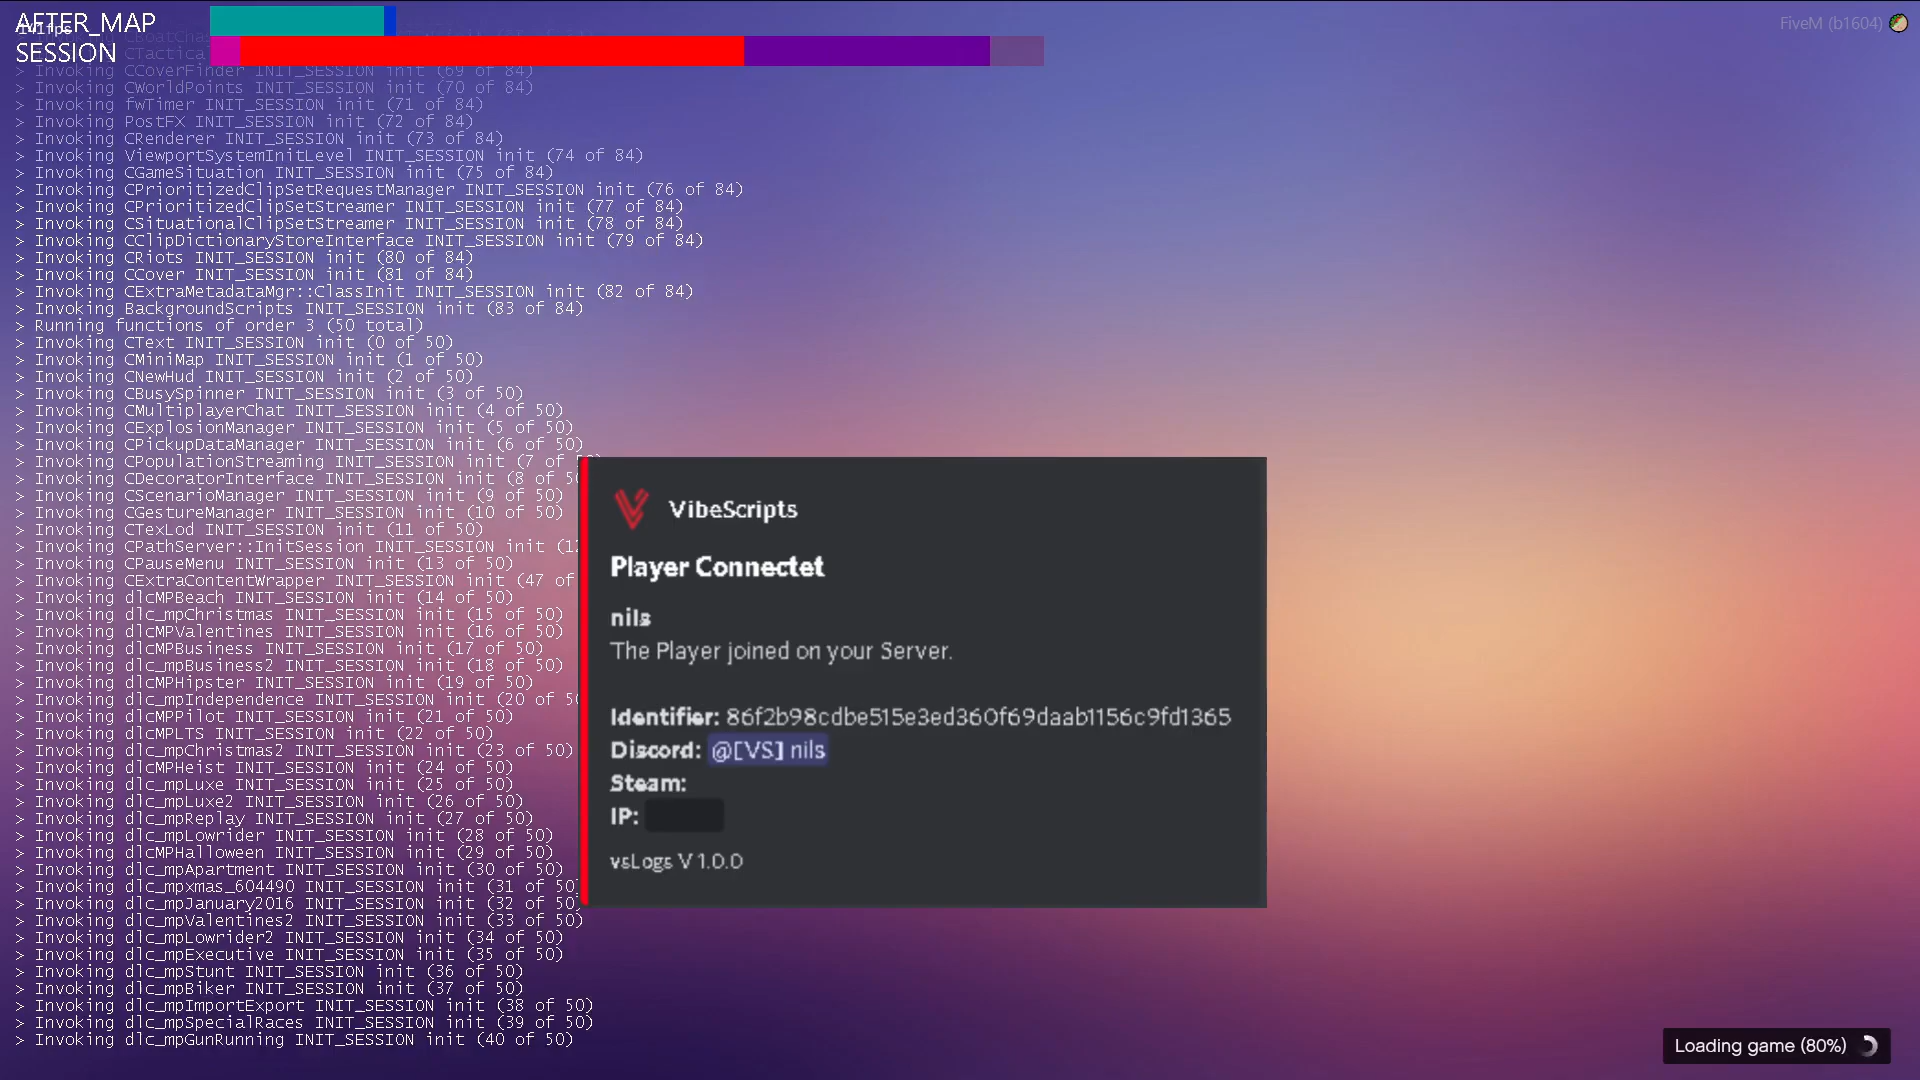 AFTER_MAP
141fps
SESSION
FiveM (b1604)
> Invoking CCoverFinder INIT_SESSION init (69 of 84)
> Invoking CWorldPoints INIT_SESSION init (70 of 84)
> Invoking fwTimer INIT_SESSION init (71 of 84)
> Invoking PostFX INIT_SESSION init (72 of 84)
> Invoking CRenderer INIT_SESSION init (73 of 84)
> Invoking ViewportSystemInitLevel INIT_SESSION init (74 of 84)
> Invoking CGameSituation INIT_SESSION init (75 of 84)
> Invoking CPrioritizedClipSetRequestManager INIT_SESSION init (76 of 84)
> Invoking CPrioritizedClipSetStreamer INIT_SESSION init (77 of 84)
> Invoking CSituationalClipSetStreamer INIT_SESSION init (78 of 84)
> Invoking CClipDictionaryStoreInterface INIT_SESSION init (79 of 84)
> Invoking CRiots INIT_SESSION init (80 of 84)
> Invoking CCover INIT_SESSION init (81 of 84)
> Invoking CExtraMetadataMgr::ClassInit INIT_SESSION init (82 of 84)
> Invoking BackgroundScripts INIT_SESSION init (83 of 84)
> Running functions of order 3 (50 total)
> Invoking CText INIT_SESSION init (0 of 50)
> Invoking CMiniMap INIT_SESSION init (1 of 50)
> Invoking CNewHud INIT_SESSION init (2 of 50)
> Invoking CBusySpinner INIT_SESSION init (3 of 50)
> Invoking CMultiplayerChat INIT_SESSION init (4 of 50)
> Invoking CExplosionManager INIT_SESSION init (5 of 50)
> Invoking CPickupDataManager INIT_SESSION init (6 of 50)
> Invoking CPopulationStreaming INIT_SESSION init (7 of
> Invoking CDecoratorInterface INIT_SESSION init (8 of 50
> Invoking CScenarioManager INIT_SESSION init (9 of 50)
> Invoking CGestureManager INIT_SESSION init (10 of 50)
> Invoking CTexLod INIT_SESSION init (11 of 50)
> Invoking CPathServer::InitSession INIT_SESSION init (12
> Invoking CPauseMenu INIT_SESSION init (13 of 50)
> Invoking CExtraContentWrapper INIT_SESSION init (47 of
> Invoking dlcMPBeach INIT_SESSION init (14 of 50)
> Invoking dlc_mpChristmas INIT_SESSION init (15 of 50)
> Invoking dlcMPValentines INIT_SESSION init (16 of 50)
> Invoking dlcMPBusiness INIT_SESSION init (17 of 50)
> Invoking dlc_mpBusiness2 INIT_SESSION init (18 of 50)
> Invoking dlcMPHipster INIT_SESSION init (19 of 50)
> Invoking dlc_mpIndependence INIT_SESSION init (20 of 50
> Invoking dlcMPPilot INIT_SESSION init (21 of 50)
> Invoking dlcMPLTS INIT_SESSION init (22 of 50)
> Invoking dlc_mpChristmas2 INIT_SESSION init (23 of 50)
> Invoking dlcMPHeist INIT_SESSION init (24 of 50)
> Invoking dlc_mpLuxe INIT_SESSION init (25 of 50)
> Invoking dlc_mpLuxe2 INIT_SESSION init (26 of 50)
> Invoking dlc_mpReplay INIT_SESSION init (27 of 50)
> Invoking dlc_mpLowrider INIT_SESSION init (28 of 50)
> Invoking dlcMPHalloween INIT_SESSION init (29 of 50)
> Invoking dlc_mpApartment INIT_SESSION init (30 of 50)
> Invoking dlc_mpxmas_604490 INIT_SESSION init (31 of 50)
> Invoking dlc_mpJanuary2016 INIT_SESSION init (32 of 50)
> Invoking dlc_mpValentines2 INIT_SESSION init (33 of 50)
> Invoking dlc_mpLowrider2 INIT_SESSION init (34 of 50)
> Invoking dlc_mpExecutive INIT_SESSION init (35 of 50)
> Invoking dlc_mpStunt INIT_SESSION init (36 of 50)
> Invoking dlc_mpBiker INIT_SESSION init (37 of 50)
> Invoking dlc_mpImportExport INIT_SESSION init (38 of 50)
> Invoking dlc_mpSpecialRaces INIT_SESSION init (39 of 50)
> Invoking dlc_mpGunRunning INIT_SESSION init (40 of 50)
VibeScripts
Player Connectet
nils
The Player joined on your Server.
Identifier: 86f2b98cdbe515e3ed360f69daab1156c9fd1365
Discord: @[VS] nils
Steam:
IP:
vsLogs V 1.0.0
Loading game (80%)